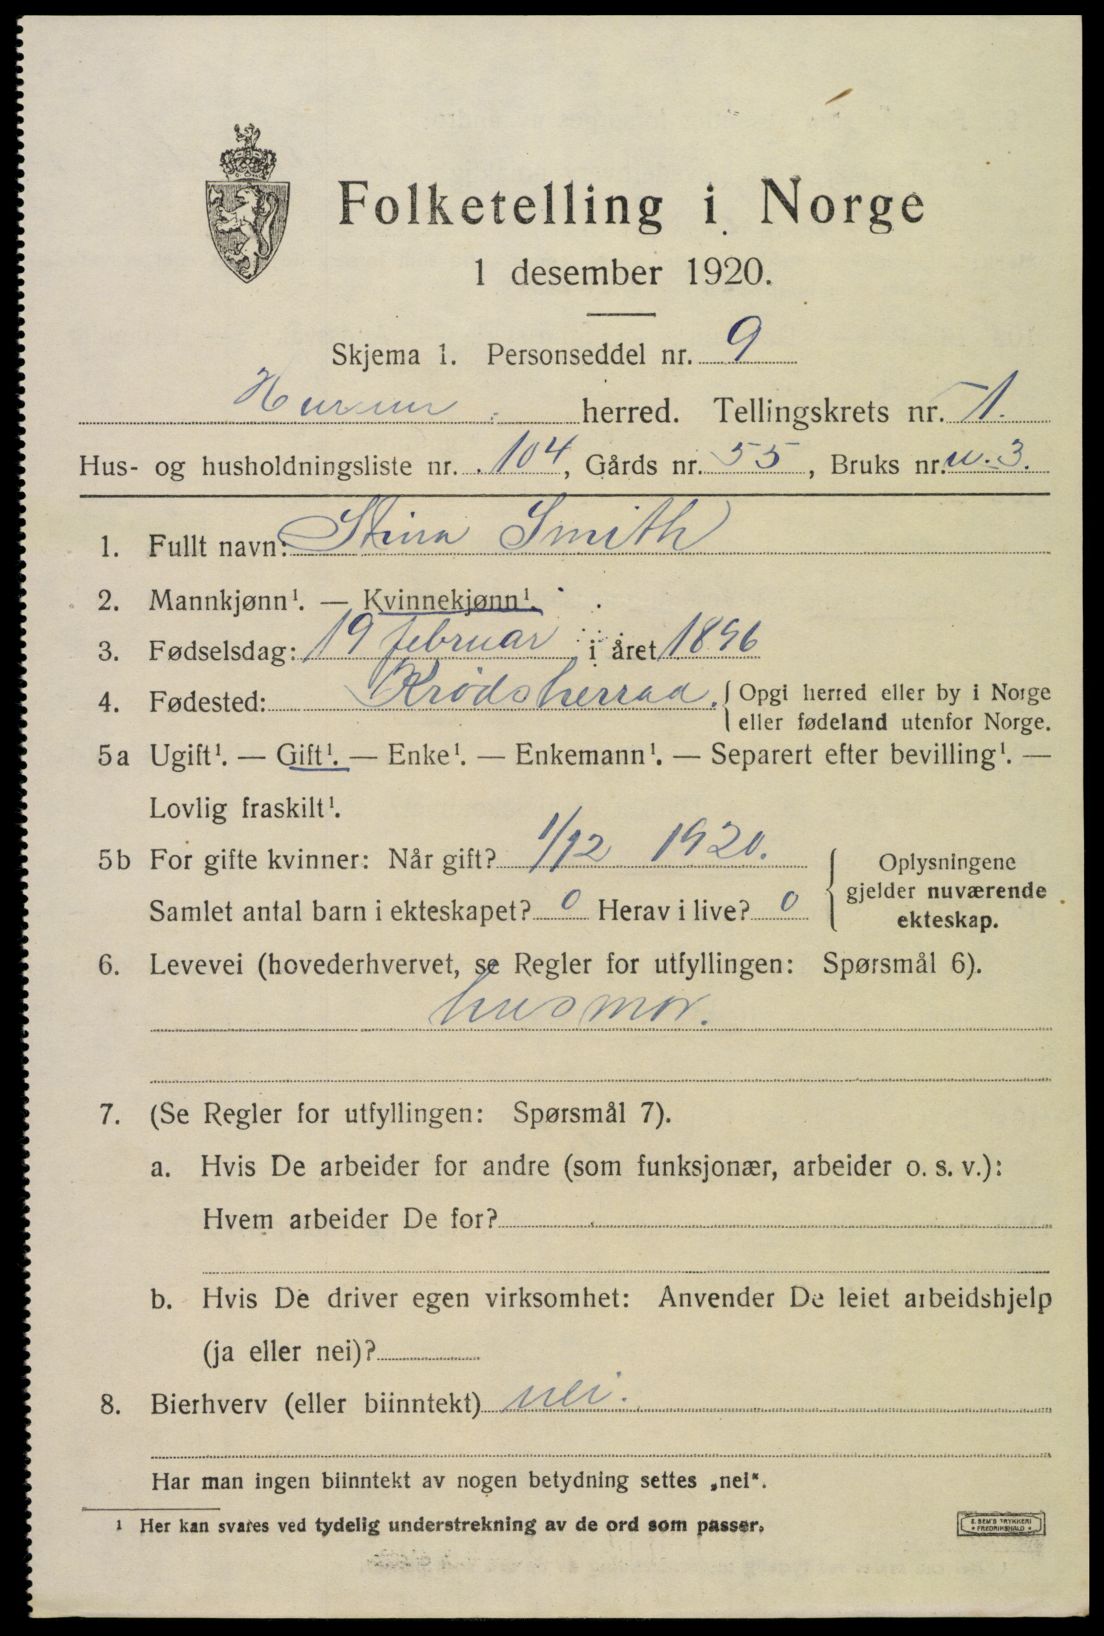 Folketelling i Norge
1 desember 1920.
Skjema 1. Personseddel nr. 9
Hurum herred. Tellingskrets nr. 1.
Hus- og husholdningsliste nr. 104, Gårds nr. 55, Bruks nr. u. 3.
1. Fullt navn: Stina Smith
2. Mannkjønn¹. — Kvinnekjønn¹.
3. Fødselsdag: 19 februar i året 1896
4. Fødested: Krødsherrad. {Opgi herred eller by i Norge
eller fødeland utenfor Norge.
5a Ugift¹. — Gift¹. — Enke¹. — Enkemann¹. — Separert efter bevilling¹. —
Lovlig fraskilt¹.
5b For gifte kvinner: Når gift? 1/12 1920. { Oplysningene
gjelder nuværende
Samlet antal barn i ekteskapet? 0 Herav i live? 0
ekteskap.
6. Levevei (hovederhvervet, se Regler for utfyllingen: Spørsmål 6).
husmor.
7. (Se Regler for utfyllingen: Spørsmål 7).
a. Hvis De arbeider for andre (som funksjonær, arbeider o. s. v.):
Hvem arbeider De for?
b. Hvis De driver egen virksomhet: Anvender De leiet arbeidshjelp
(ja eller nei)?
8. Bierhverv (eller biinntekt) nei.
Har man ingen biinntekt av nogen betydning settes „nei".
¹ Her kan svares ved tydelig understrekning av de ord som passer.
E. SEM'S TRYKKERI
FREDRIKSHALD